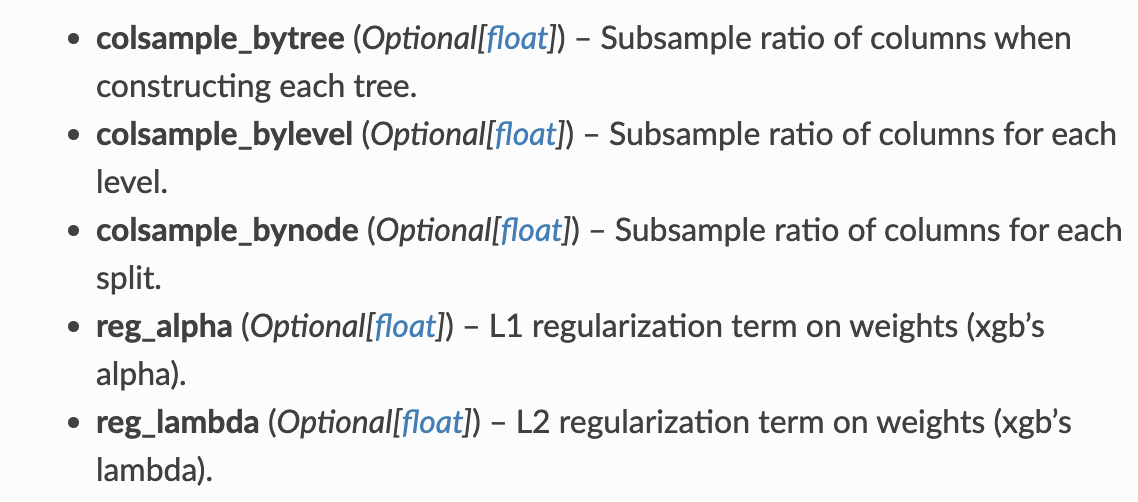 • colsample_bytree (Optional[float]) – Subsample ratio of columns when
constructing each tree.
• colsample_bylevel (Optional[float]) – Subsample ratio of columns for each
level.
• colsample_bynode (Optional[float]) – Subsample ratio of columns for each
split.
• reg_alpha (Optional[float]) – L1 regularization term on weights (xgb’s
alpha).
• reg_lambda (Optional[float]) – L2 regularization term on weights (xgb’s
lambda).